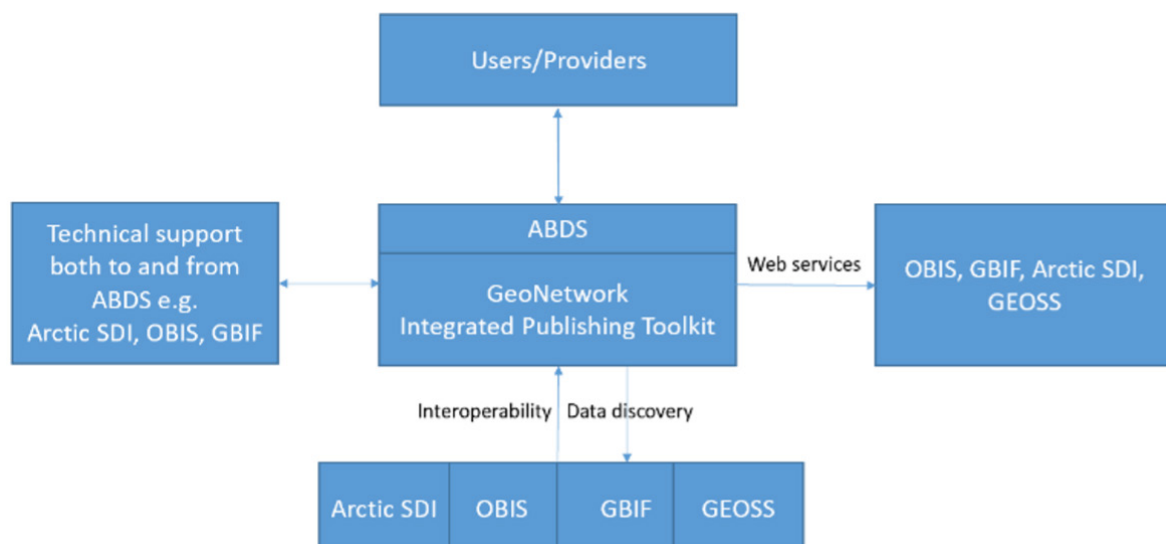 Users/Providers
Technical support
both to and from
ABDS e.g.
Arctic SDI, OBIS, GBIF
ABDS
GeoNetwork
Integrated Publishing Toolkit
Web services
OBIS, GBIF, Arctic SDI,
GEOSS
Interoperability
Data discovery
Arctic SDI
OBIS
GBIF
GEOSS